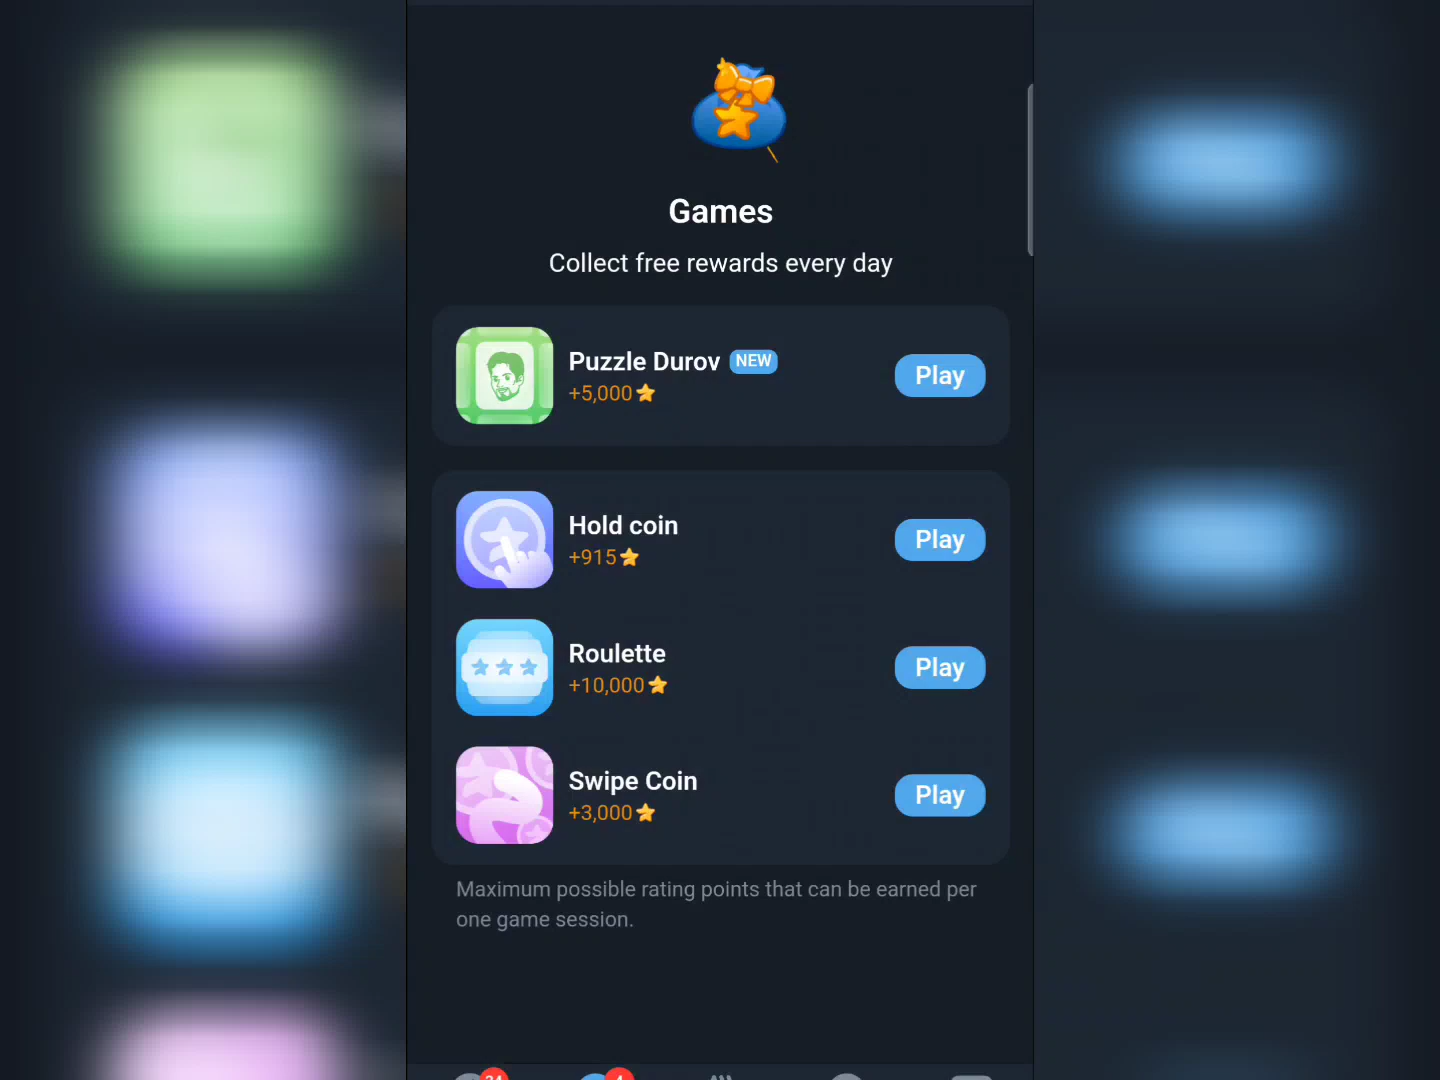 Games
Collect free rewards every day
Puzzle Durov NEW
+5,000
Play
Hold coin
+915
Play
Roulette
+10,000
Play
Swipe Coin
+3,000
Play
Maximum possible rating points that can be earned per
one game session.